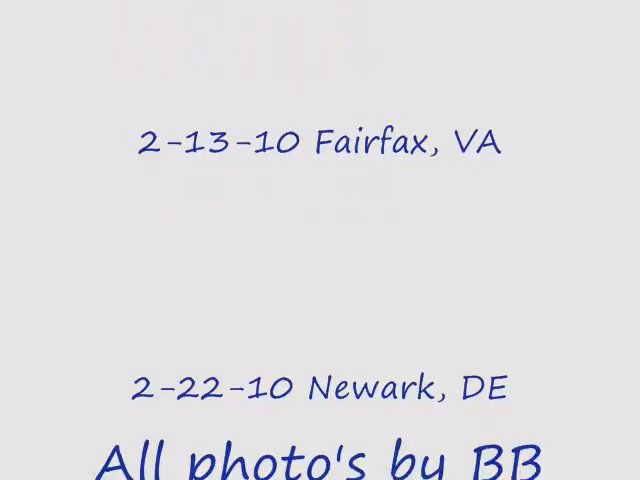 2-13-10 Fairfax, VA
2-22-10 Newark, DE
All photo's by BB